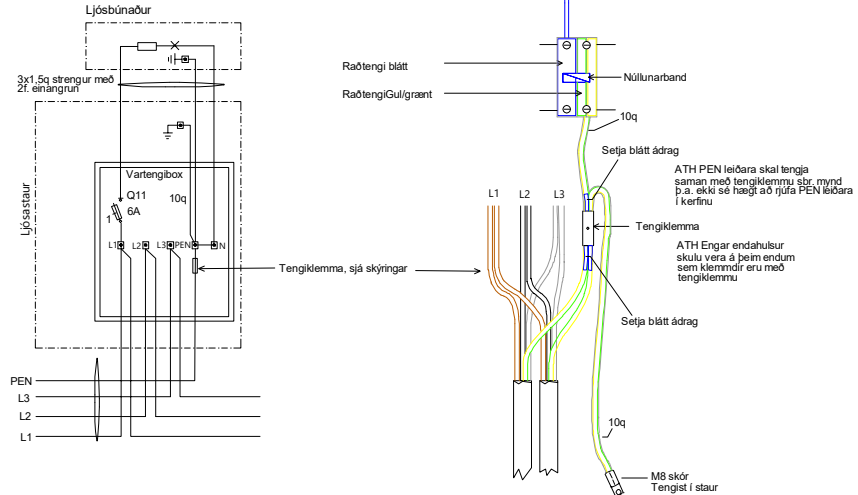 Ljósbúnaður
3x1,5q strengur með
2f. einangrun
Ljósastaur
Vartengibox
Q11
10q
1
6A
L1
L2
L3
PEN
N
Tengiklemma, sjá skýringar
PEN
L3
L2
L1
Raðtengi blátt
RaðtengiGul/grænt
Núllunarband
10q
Setja blátt ádrag
L1
L2
L3
ATH PEN leiðara skal tengja
saman með tengiklemmu sbr. mynd
þ.a. ekki sé hægt að rjúfa PEN leiðara
í kerfinu
Tengiklemma
ATH Engar endahulsur
skulu vera á þeim endum
sem klemmdir eru með
tengiklemmu
Setja blátt ádrag
10q
M8 skór
Tengist í staur